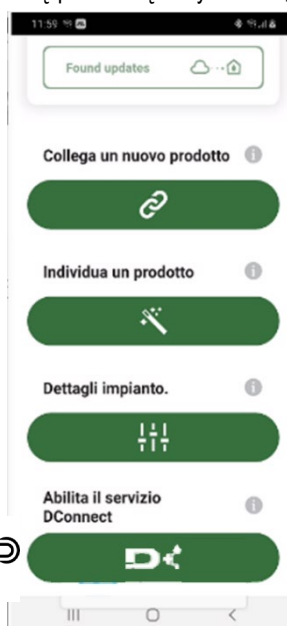 11:59
Found updates
Collega un nuovo prodotto
Individua un prodotto
Dettagli impianto.
Abilita il servizio
DConnect